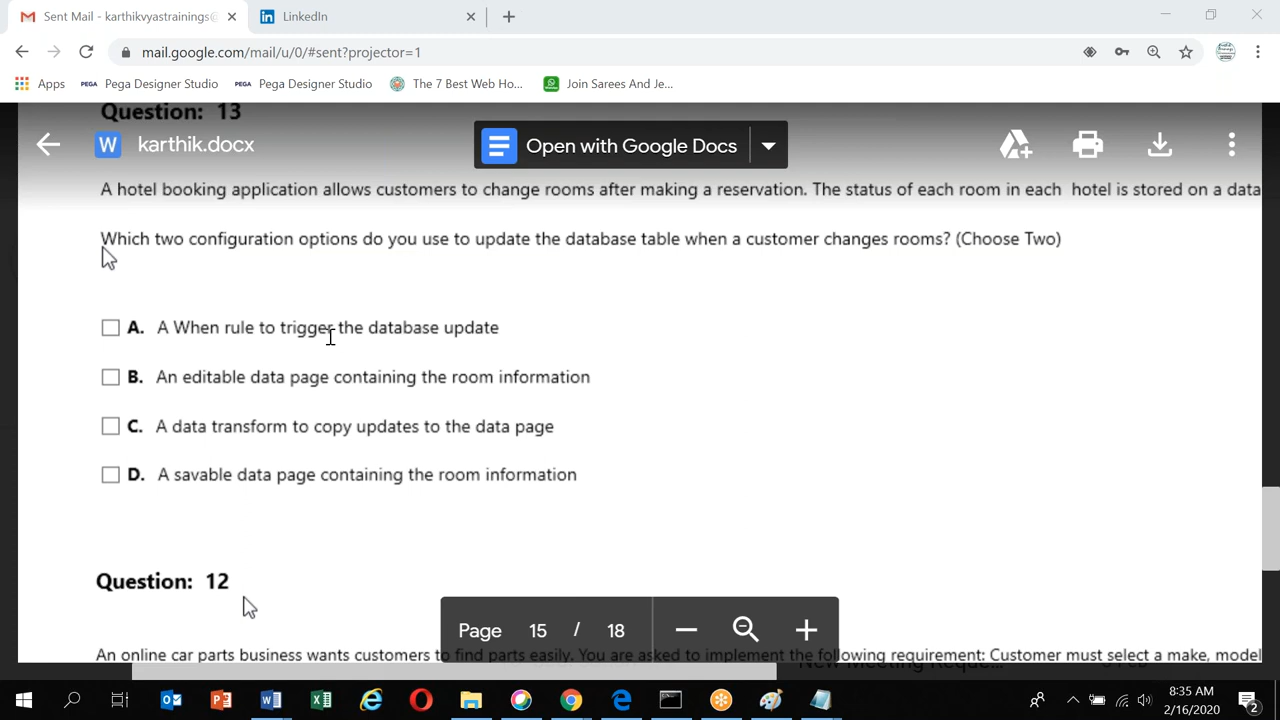 Sent Mail - karthikvyastrainings@
LinkedIn
mail.google.com/mail/u/0/#sent?projector=1
Apps
PEGA Pega Designer Studio
PEGA Pega Designer Studio
The 7 Best Web Ho...
Join Sarees And Je...
Question: 13
karthik.docx
Open with Google Docs
A hotel booking application allows customers to change rooms after making a reservation. The status of each room in each hotel is stored on a data
Which two configuration options do you use to update the database table when a customer changes rooms? (Choose Two)
A. A When rule to trigger the database update
B. An editable data page containing the room information
C. A data transform to copy updates to the data page
D. A savable data page containing the room information
Question: 12
Page 15 / 18
An online car parts business wants customers to find parts easily. You are asked to implement the following requirement: Customer must select a make, model
New Meeting Reque...
8:35 AM
2/16/2020
2